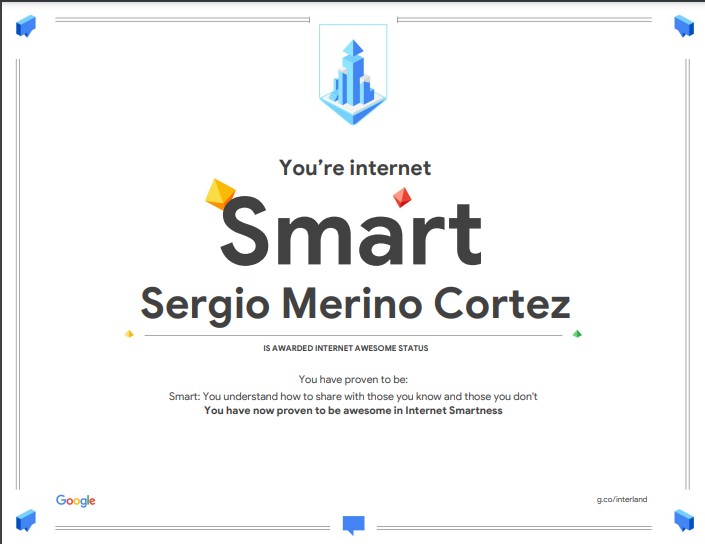 You’re internet
Smart
Sergio Merino Cortez
IS AWARDED INTERNET AWESOME STATUS
You have proven to be:
Smart: You understand how to share with those you know and those you don't
You have now proven to be awesome in Internet Smartness
Google
g.co/interland